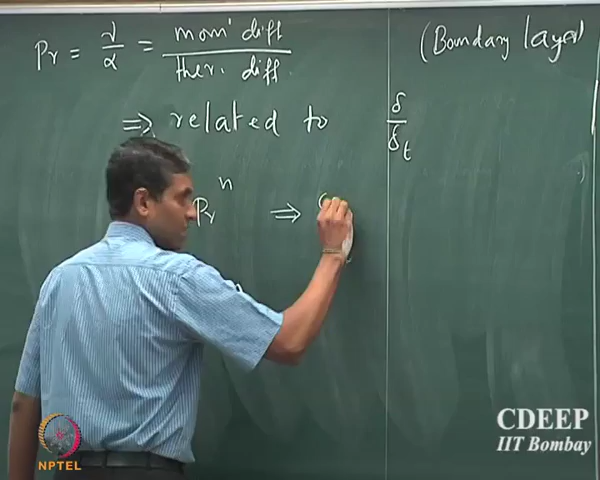 Pr = ν/α = mom' diff / ther. diff (Boundary layer)
⇒ related to δ/δt
Pr^n ⇒
CDEEP
IIT Bombay
NPTEL